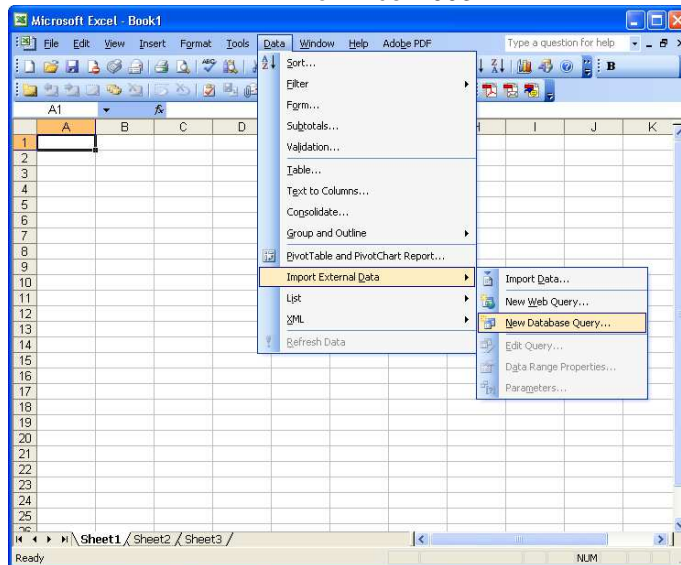 Microsoft Excel - Book1
File Edit View Insert Format Tools Data Window Help Adobe PDF Type a question for help
B
A1 fx
A B C D I J K
Sort...
Filter
Form...
Subtotals...
Validation...
Table...
Text to Columns...
Consolidate...
Group and Outline
PivotTable and PivotChart Report...
Import External Data
List
XML
Refresh Data
Import Data...
New Web Query...
New Database Query...
Edit Query...
Data Range Properties...
Parameters...
1
2
3
4
5
6
7
8
9
10
11
12
13
14
15
16
17
18
19
20
21
22
23
24
25
Sheet1 Sheet2 Sheet3
Ready NUM